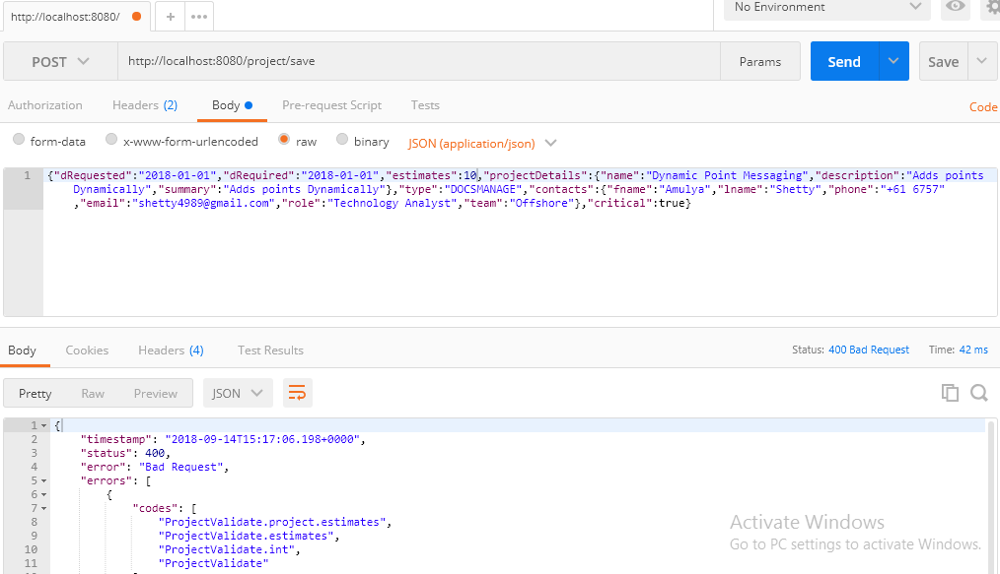 http://localhost:8080/ + ••• No Environment
POST http://localhost:8080/project/save Params Send Save
Authorization Headers (2) Body Pre-request Script Tests Code
form-data x-www-form-urlencoded raw binary JSON (application/json)
1 {"dRequested":"2018-01-01","dRequired":"2018-01-01","estimates":10,"projectDetails":{"name":"Dynamic Point Messaging","description":"Adds points
Dynamically","summary":"Adds points Dynamically"},"type":"DOCSMANAGE","contacts":{"fname":"Amulya","lname":"Shetty","phone":"+61 6757"
,"email":"shetty4989@gmail.com","role":"Technology Analyst","team":"Offshore"},"critical":true}
Body Cookies Headers (4) Test Results Status: 400 Bad Request Time: 42 ms
Pretty Raw Preview JSON
1 {
2 "timestamp": "2018-09-14T15:17:06.198+0000",
3 "status": 400,
4 "error": "Bad Request",
5 "errors": [
6 {
7 "codes": [
8 "ProjectValidate.project.estimates",
9 "ProjectValidate.estimates",
10 "ProjectValidate.int",
11 "ProjectValidate"
Activate Windows
Go to PC settings to activate Windows.